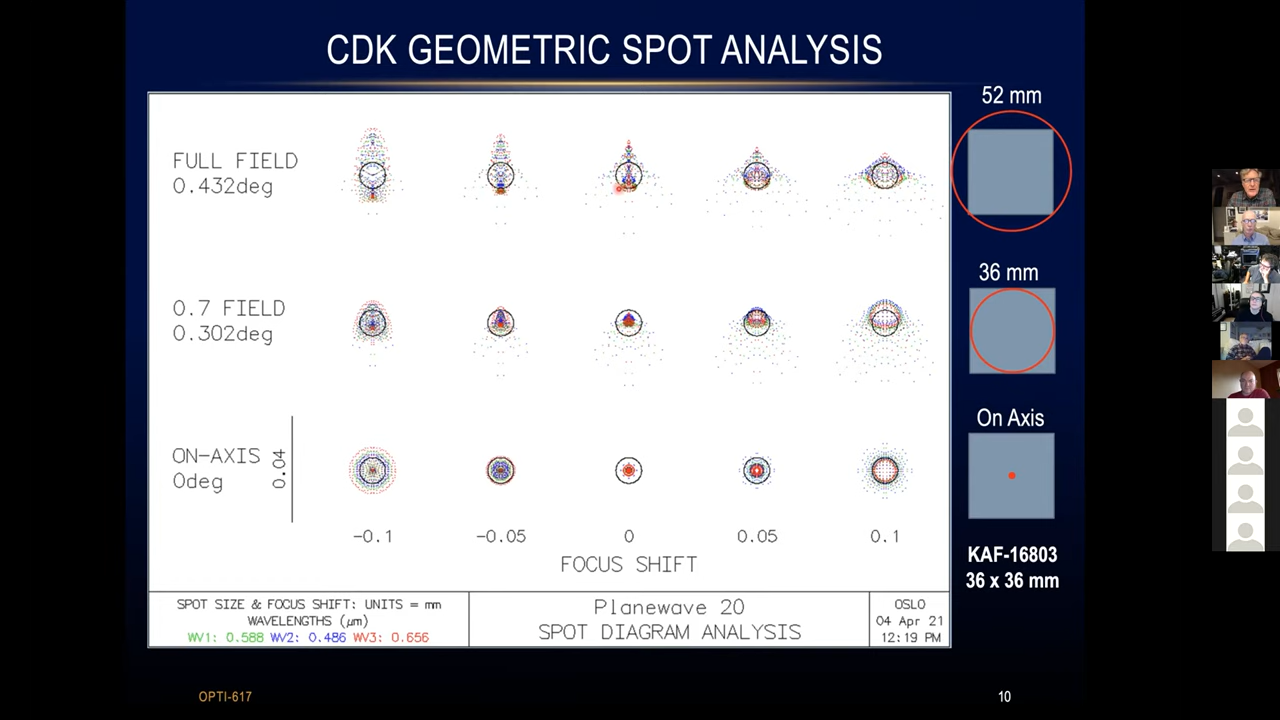 CDK GEOMETRIC SPOT ANALYSIS
52 mm
FULL FIELD
0.432deg
36 mm
0.7 FIELD
0.302deg
On Axis
ON-AXIS
0deg
0.04
-0.1
-0.05
0
0.05
0.1
FOCUS SHIFT
KAF-16803
36 x 36 mm
SPOT SIZE & FOCUS SHIFT: UNITS = mm
WAVELENGTHS (µm)
WV1: 0.588 WV2: 0.486 WV3: 0.656
Planewave 20
SPOT DIAGRAM ANALYSIS
OSLO
04 Apr 21
12:19 PM
OPTI-617
10